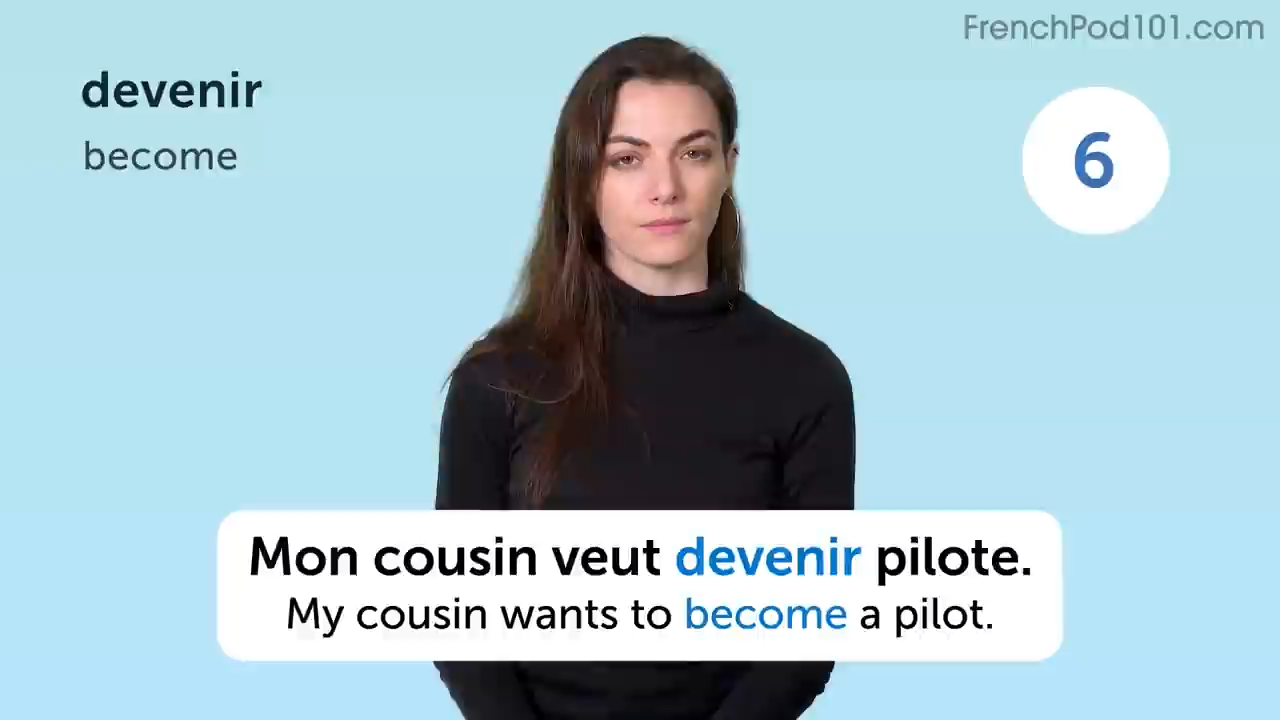 FrenchPod101.com
devenir
become
6
Mon cousin veut devenir pilote.
My cousin wants to become a pilot.